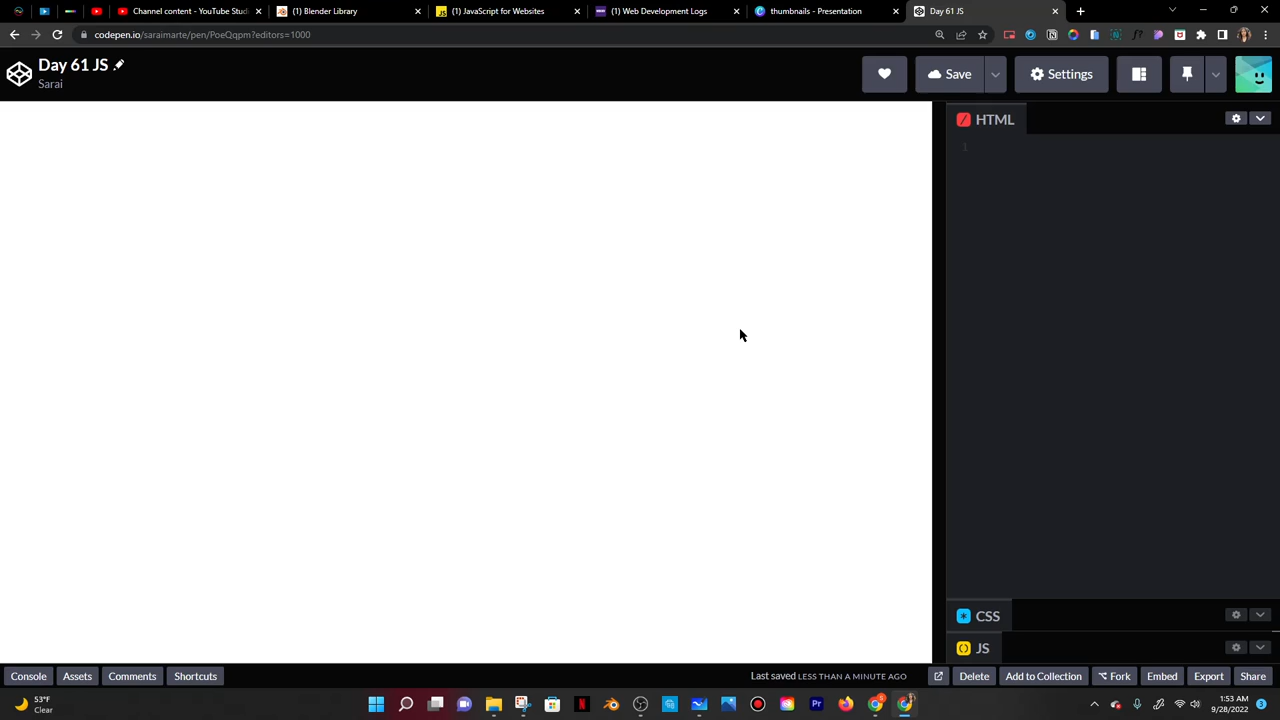 Channel content - YouTube Stud
(1) Blender Library
(1) JavaScript for Websites
(1) Web Development Logs
thumbnails - Presentation
Day 61 JS
codepen.io/saraimarte/pen/PoeQqpm?editors=1000
Day 61 JS
Sarai
Save
Settings
HTML
1
CSS
JS
Console
Assets
Comments
Shortcuts
Last saved LESS THAN A MINUTE AGO
Delete
Add to Collection
Fork
Embed
Export
Share
53°F
Clear
1:53 AM
9/28/2022